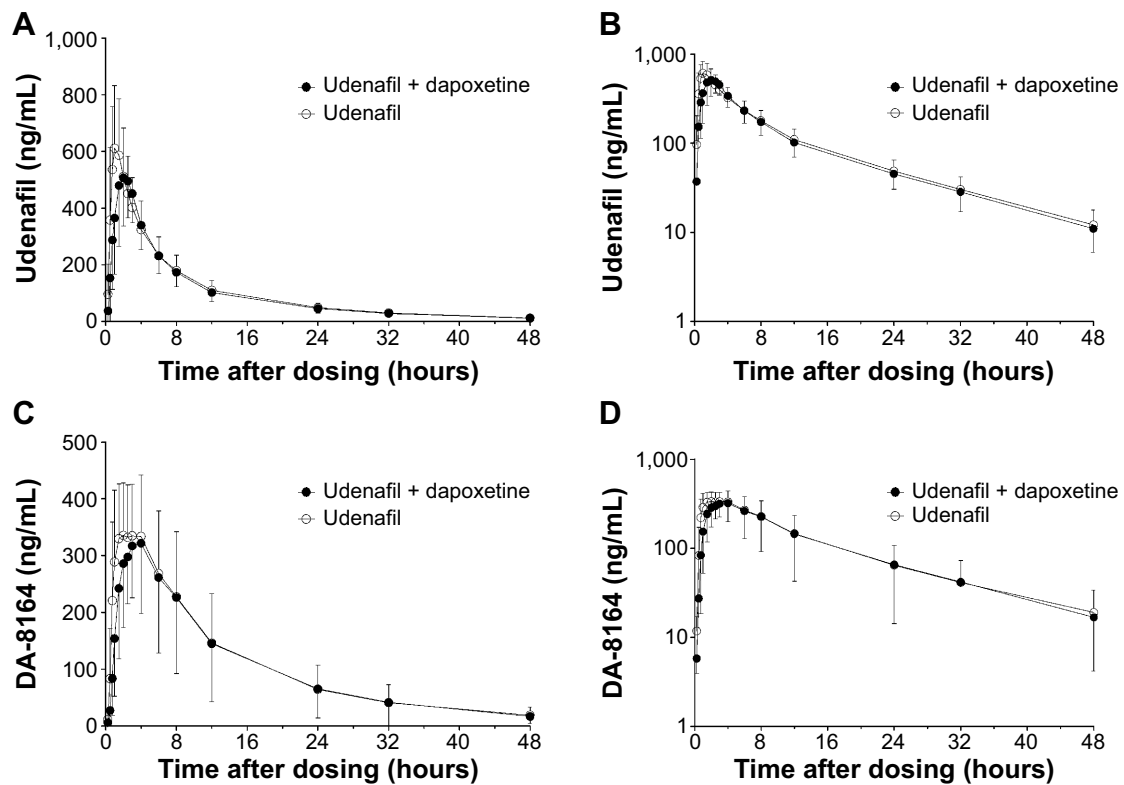 A
1,000
800
600
400
200
0
Udenafil (ng/mL)
Udenafil + dapoxetine
Udenafil
0 8 16 24 32 40 48
Time after dosing (hours)
B
1,000
100
10
1
Udenafil (ng/mL)
Udenafil + dapoxetine
Udenafil
0 8 16 24 32 40 48
Time after dosing (hours)
C
500
400
300
200
100
0
DA-8164 (ng/mL)
Udenafil + dapoxetine
Udenafil
0 8 16 24 32 40 48
Time after dosing (hours)
D
1,000
100
10
1
DA-8164 (ng/mL)
Udenafil + dapoxetine
Udenafil
0 8 16 24 32 40 48
Time after dosing (hours)